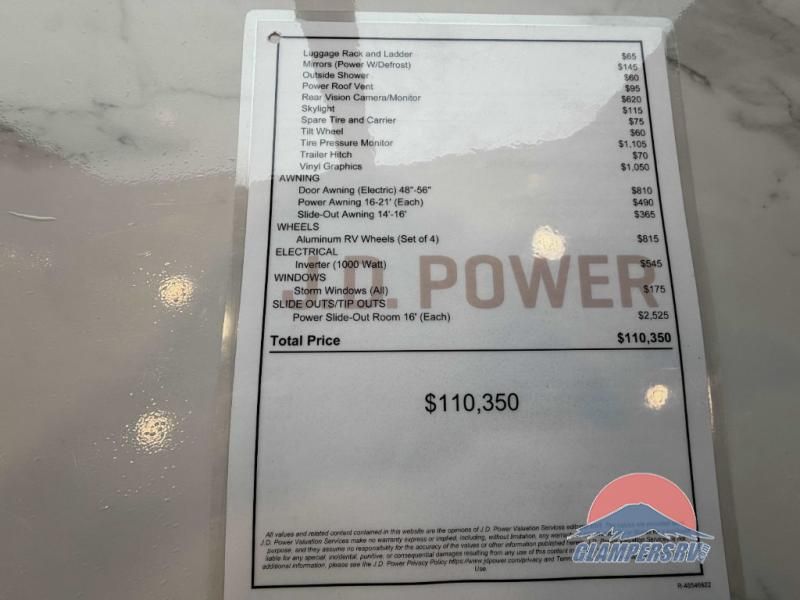 Luggage Rack and Ladder $65
Mirrors (Power W/Defrost) $145
Outside Shower $60
Power Roof Vent $95
Rear Vision Camera/Monitor $620
Skylight $115
Spare Tire and Carrier $75
Tilt Wheel $60
Tire Pressure Monitor $1,105
Trailer Hitch $70
Vinyl Graphics $1,050
AWNING
Door Awning (Electric) 48"-56" $810
Power Awning 16-21' (Each) $490
Slide-Out Awning 14'-16' $365
WHEELS
Aluminum RV Wheels (Set of 4) $815
ELECTRICAL
Inverter (1000 Watt) $545
WINDOWS
Storm Windows (All) $175
J.D. POWER
SLIDE OUTS/TIP OUTS
Power Slide-Out Room 16' (Each) $2,525
Total Price $110,350
$110,350
All values and related content contained in this website are the opinions of J.D. Power Valuation Services
J.D. Power Valuation Services make no warranty express or implied, including, without limitation, any
purpose, and they assume no responsibility for the accuracy of the values or other information published
liable for any special, incidental, punitive, or consequential damages resulting from any use of this content
additional information, please see the J.D. Power Privacy Policy https://www.jdpower.com/privacy and
Use.
GLAMPERSRV